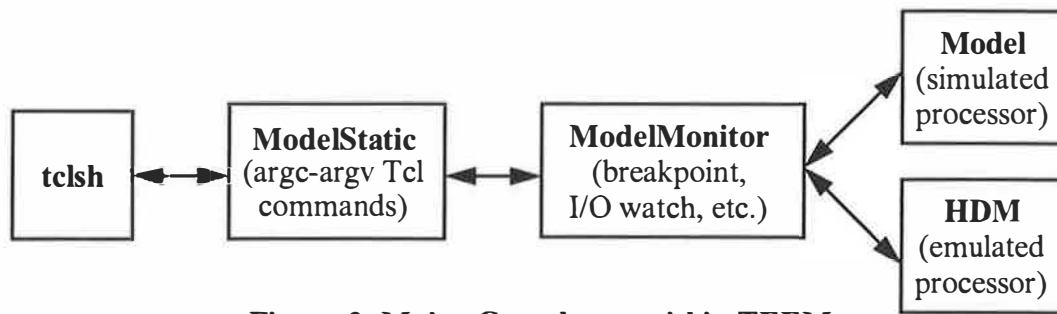 tclsh
ModelStatic
(argc-argv Tcl
commands)
ModelMonitor
(breakpoint,
I/O watch, etc.)
Model
(simulated
processor)
HDM
(emulated
processor)